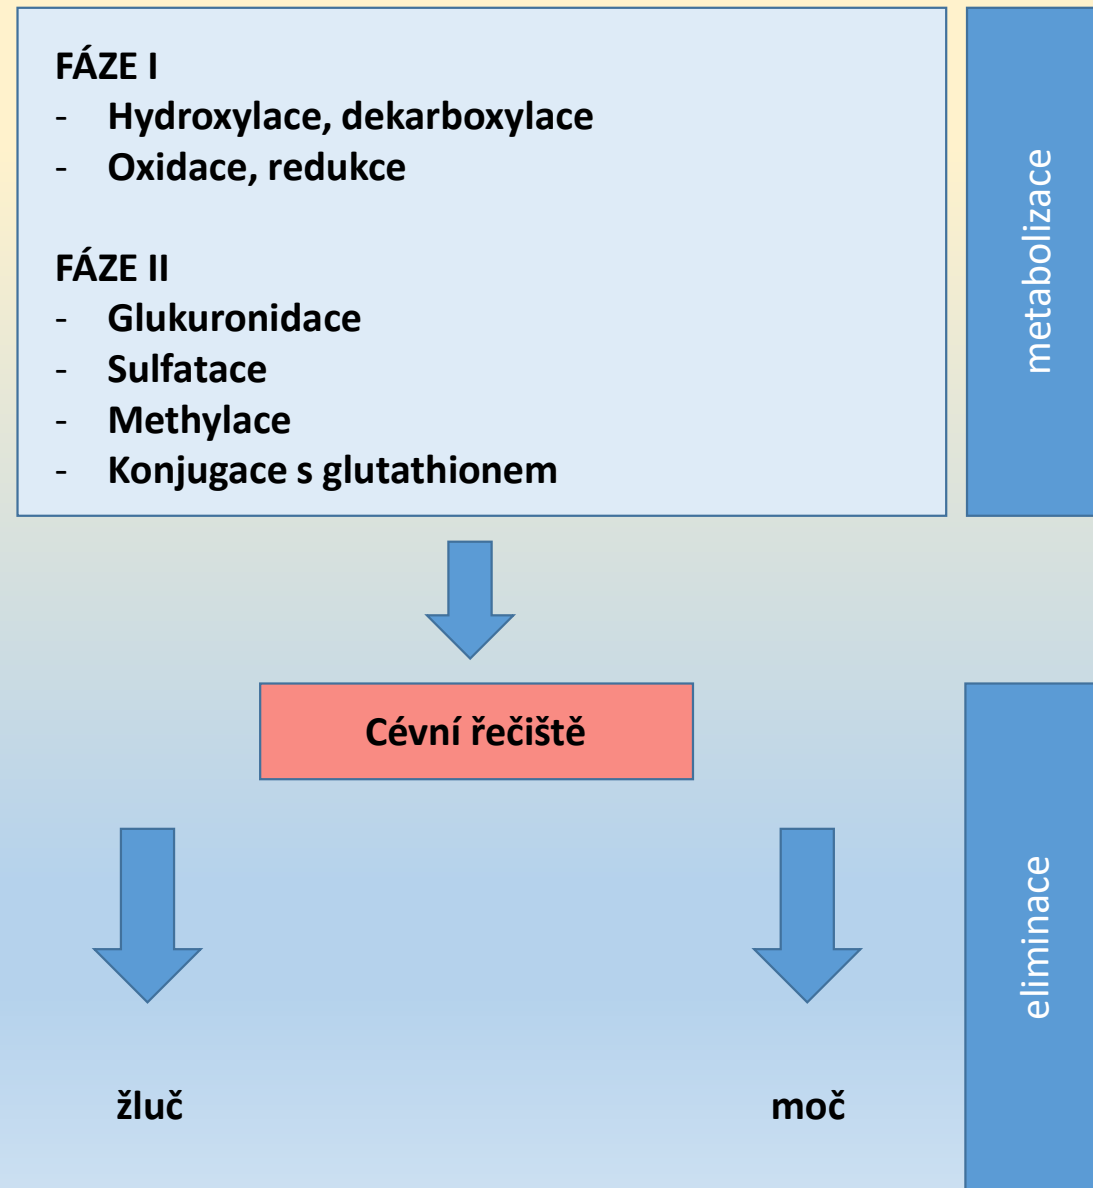 FÁZE I
- Hydroxylace, dekarboxylace
- Oxidace, redukce
FÁZE II
- Glukuronidace
- Sulfatace
- Methylace
- Konjugace s glutathionem
metabolizace
Cévní řečiště
eliminace
žluč
moč